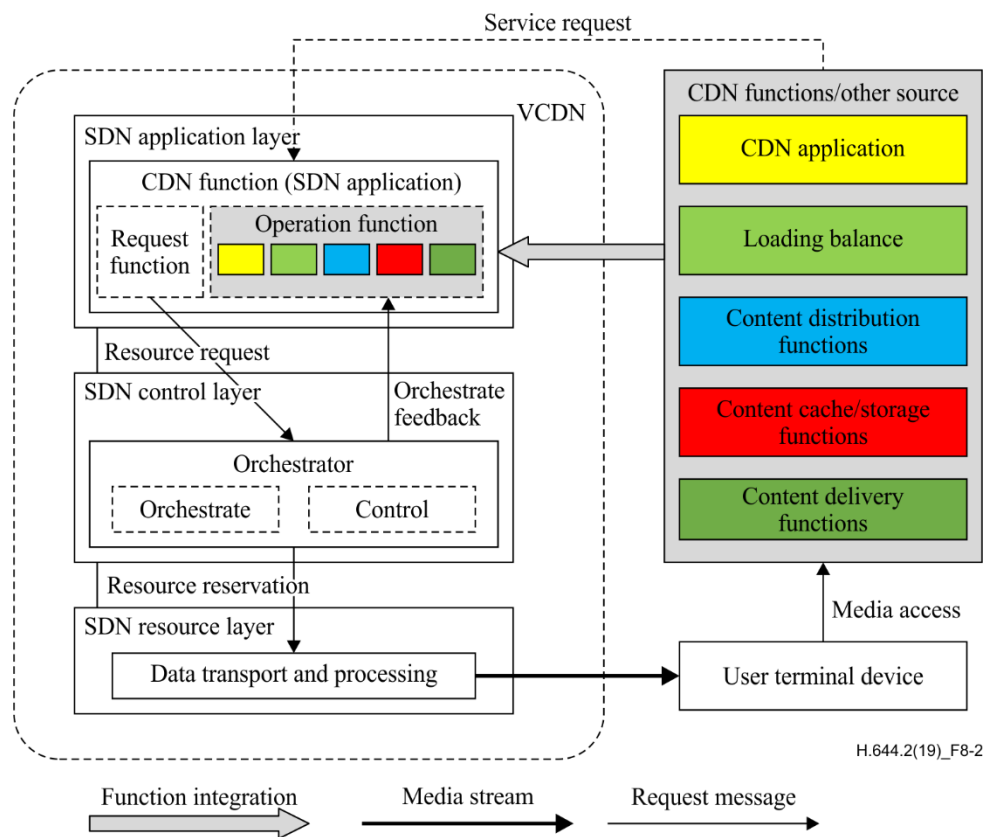 Service request
VCDN
SDN application layer
CDN function (SDN application)
Request
function
Operation function
Resource request
SDN control layer
Orchestrate
feedback
Orchestrator
Orchestrate
Control
Resource reservation
SDN resource layer
Data transport and processing
CDN functions/other source
CDN application
Loading balance
Content distribution
functions
Content cache/storage
functions
Content delivery
functions
Media access
User terminal device
H.644.2(19)_F8-2
Function integration
Media stream
Request message